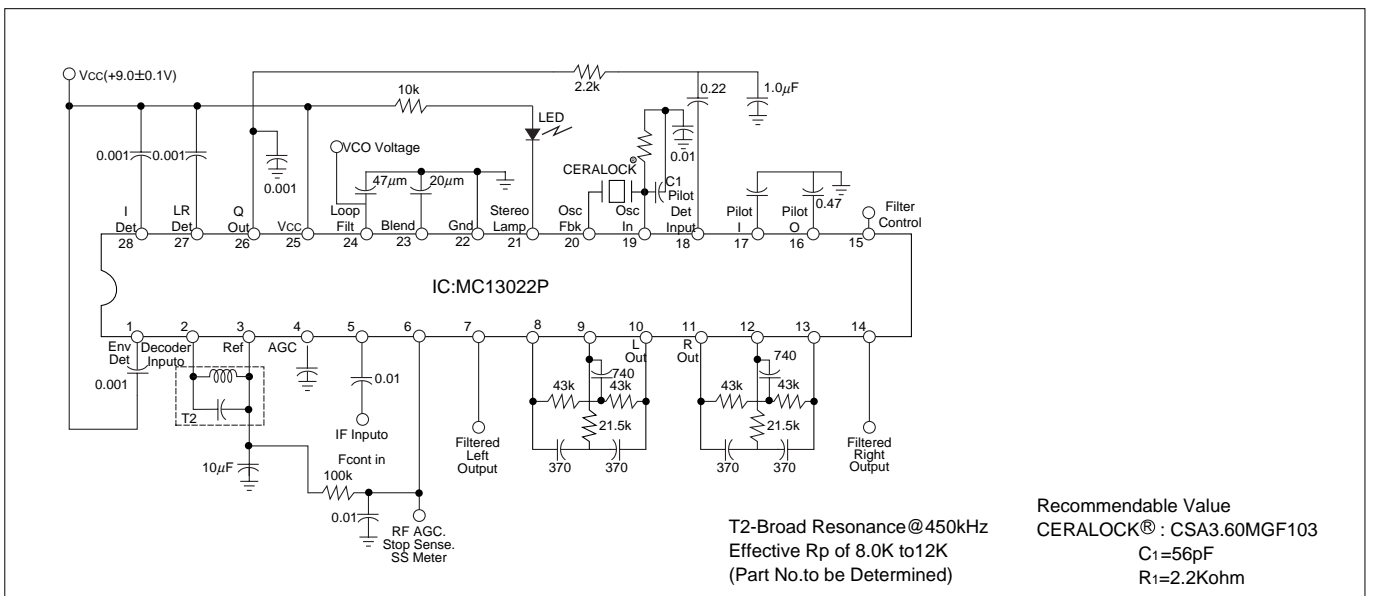 VCC(+9.0±0.1V)
10k
2.2k
0.22
1.0μF
LED
VCO Voltage
0.001
0.001
0.001
47μm
20μm
CERALOCK®
0.01
C1
0.47
I
Det
28
LR
Det
27
Q
Out
26
VCC
25
Loop
Filt
24
Blend
23
Gnd
22
Stereo
Lamp
21
Osc
Fbk
20
Osc
In
19
Pilot
Det
Input
18
Pilot
I
17
Pilot
O
16
15
Filter
Control
IC:MC13022P
1
2
3
4
5
6
7
8
9
10
11
12
13
14
Env
Det
Decoder
Inputo
Ref
AGC
L
Out
R
Out
0.001
T2
0.01
IF Inputo
10μF
Fcont in
100k
0.01
RF AGC.
Stop Sense.
SS Meter
Filtered
Left
Output
740
43k
43k
21.5k
370
370
740
43k
43k
21.5k
370
370
Filtered
Right
Output
T2-Broad Resonance@450kHz
Effective Rp of 8.0K to12K
(Part No.to be Determined)
Recommendable Value
CERALOCK® : CSA3.60MGF103
C1=56pF
R1=2.2Kohm